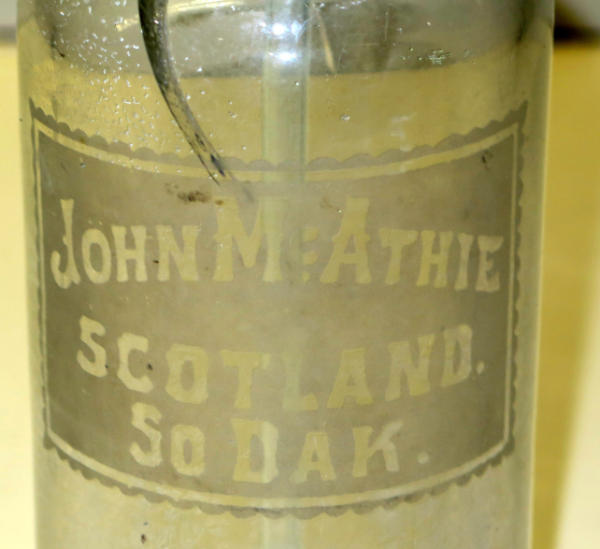 JOHN McATHIE
SCOTLAND.
SO DAK.